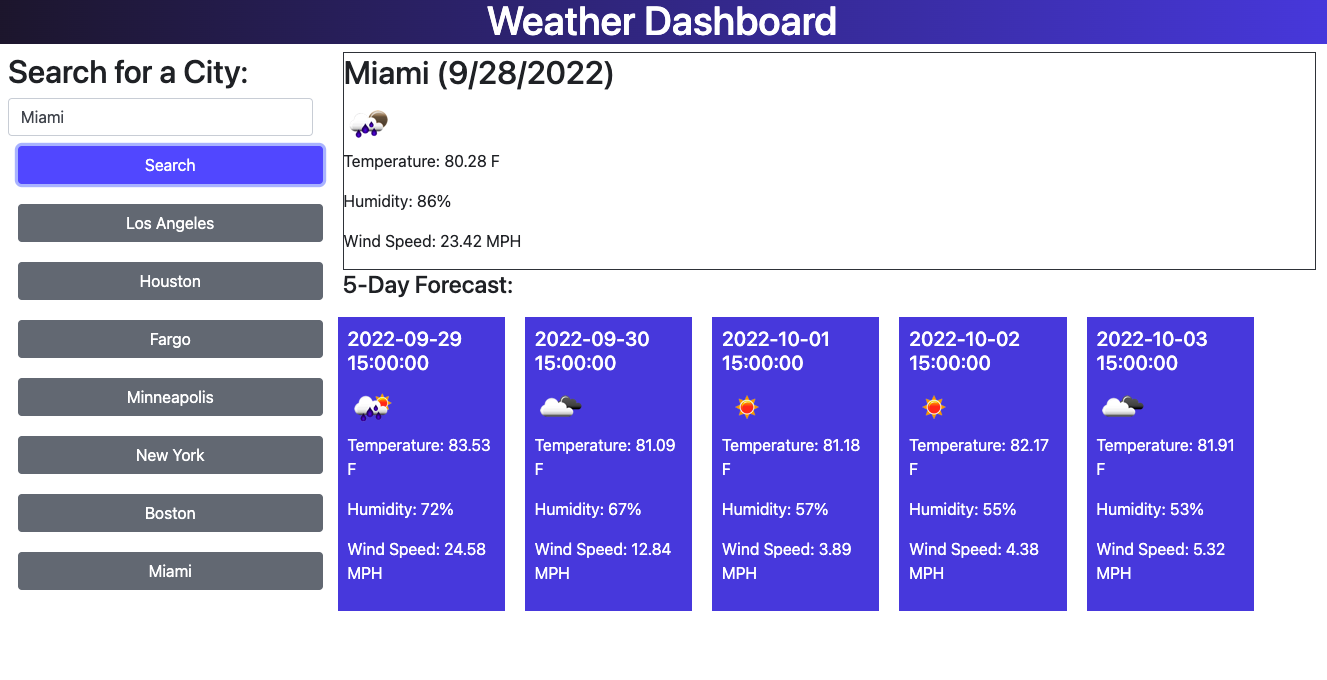 Weather Dashboard
Search for a City:
Miami
Search
Los Angeles
Houston
Fargo
Minneapolis
New York
Boston
Miami
Miami (9/28/2022)
Temperature: 80.28 F
Humidity: 86%
Wind Speed: 23.42 MPH
5-Day Forecast:
2022-09-29
15:00:00
Temperature: 83.53
F
Humidity: 72%
Wind Speed: 24.58
MPH
2022-09-30
15:00:00
Temperature: 81.09
F
Humidity: 67%
Wind Speed: 12.84
MPH
2022-10-01
15:00:00
Temperature: 81.18
F
Humidity: 57%
Wind Speed: 3.89
MPH
2022-10-02
15:00:00
Temperature: 82.17
F
Humidity: 55%
Wind Speed: 4.38
MPH
2022-10-03
15:00:00
Temperature: 81.91
F
Humidity: 53%
Wind Speed: 5.32
MPH